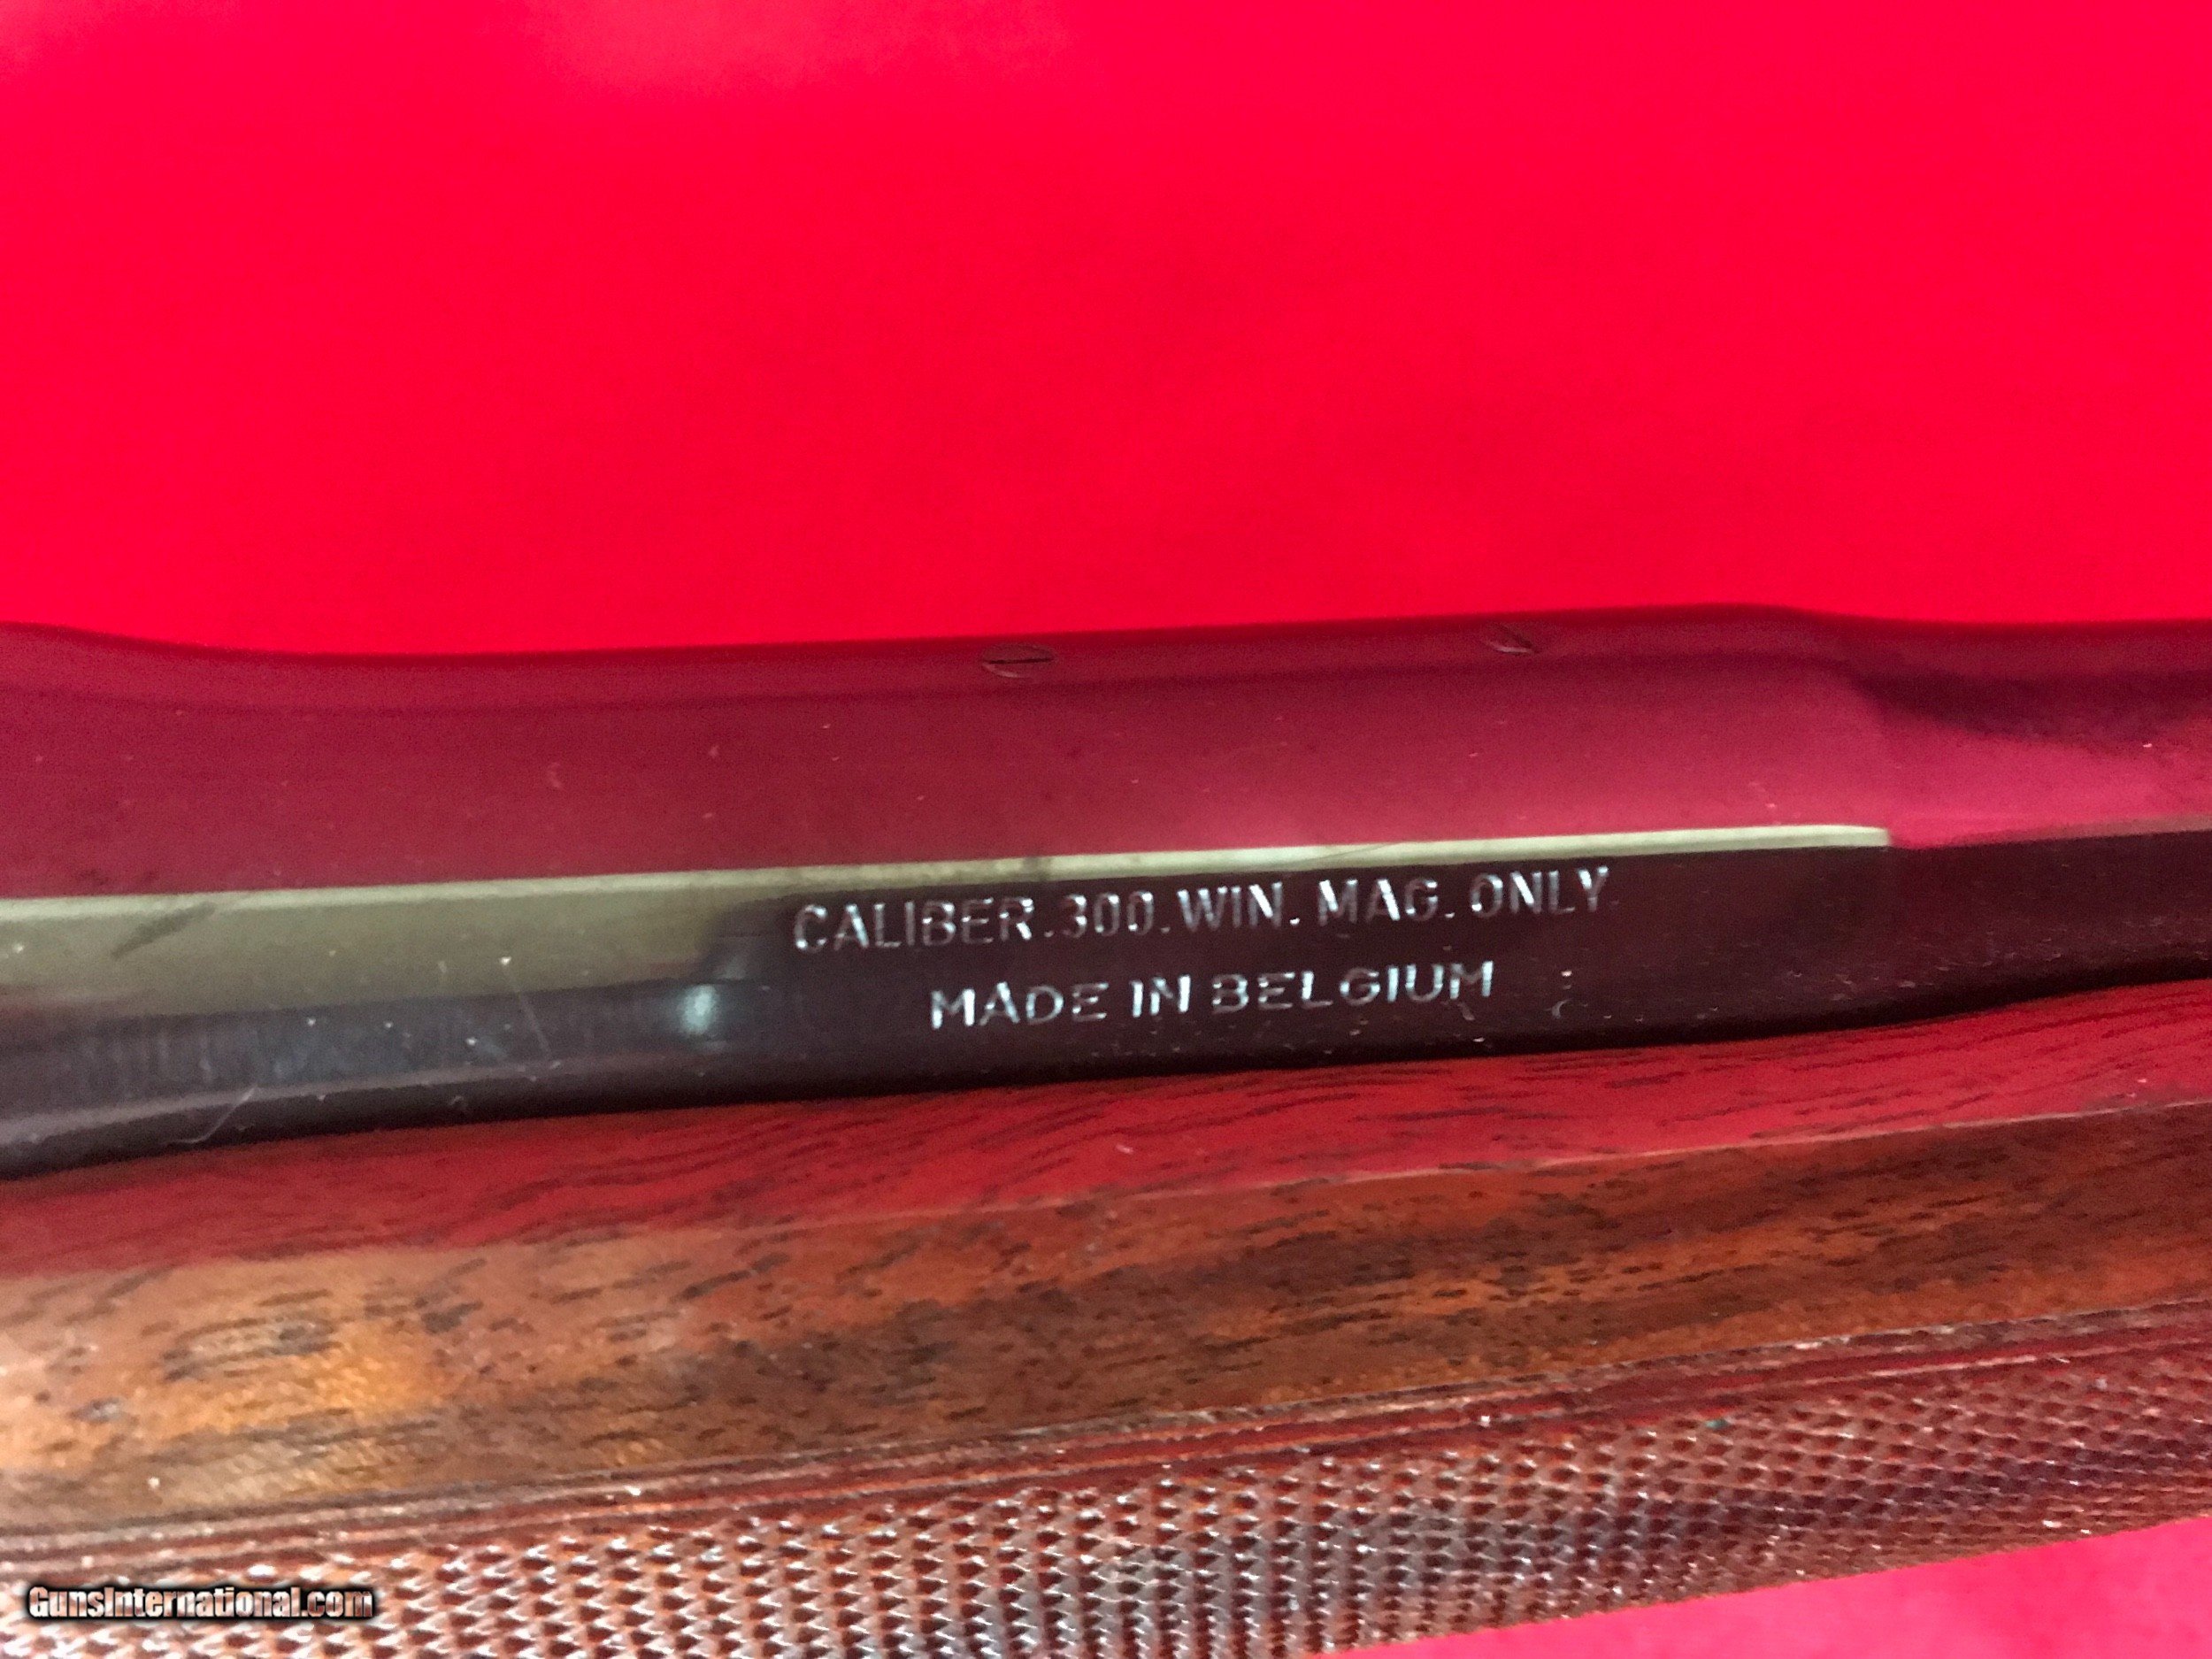 CALIBER .300. WIN. MAG. ONLY.
MADE IN BELGIUM
GunsInternational.com